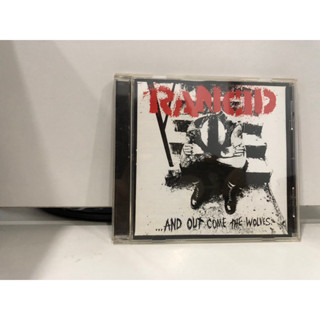 RANCID
...AND OUT COME THE WOLVES